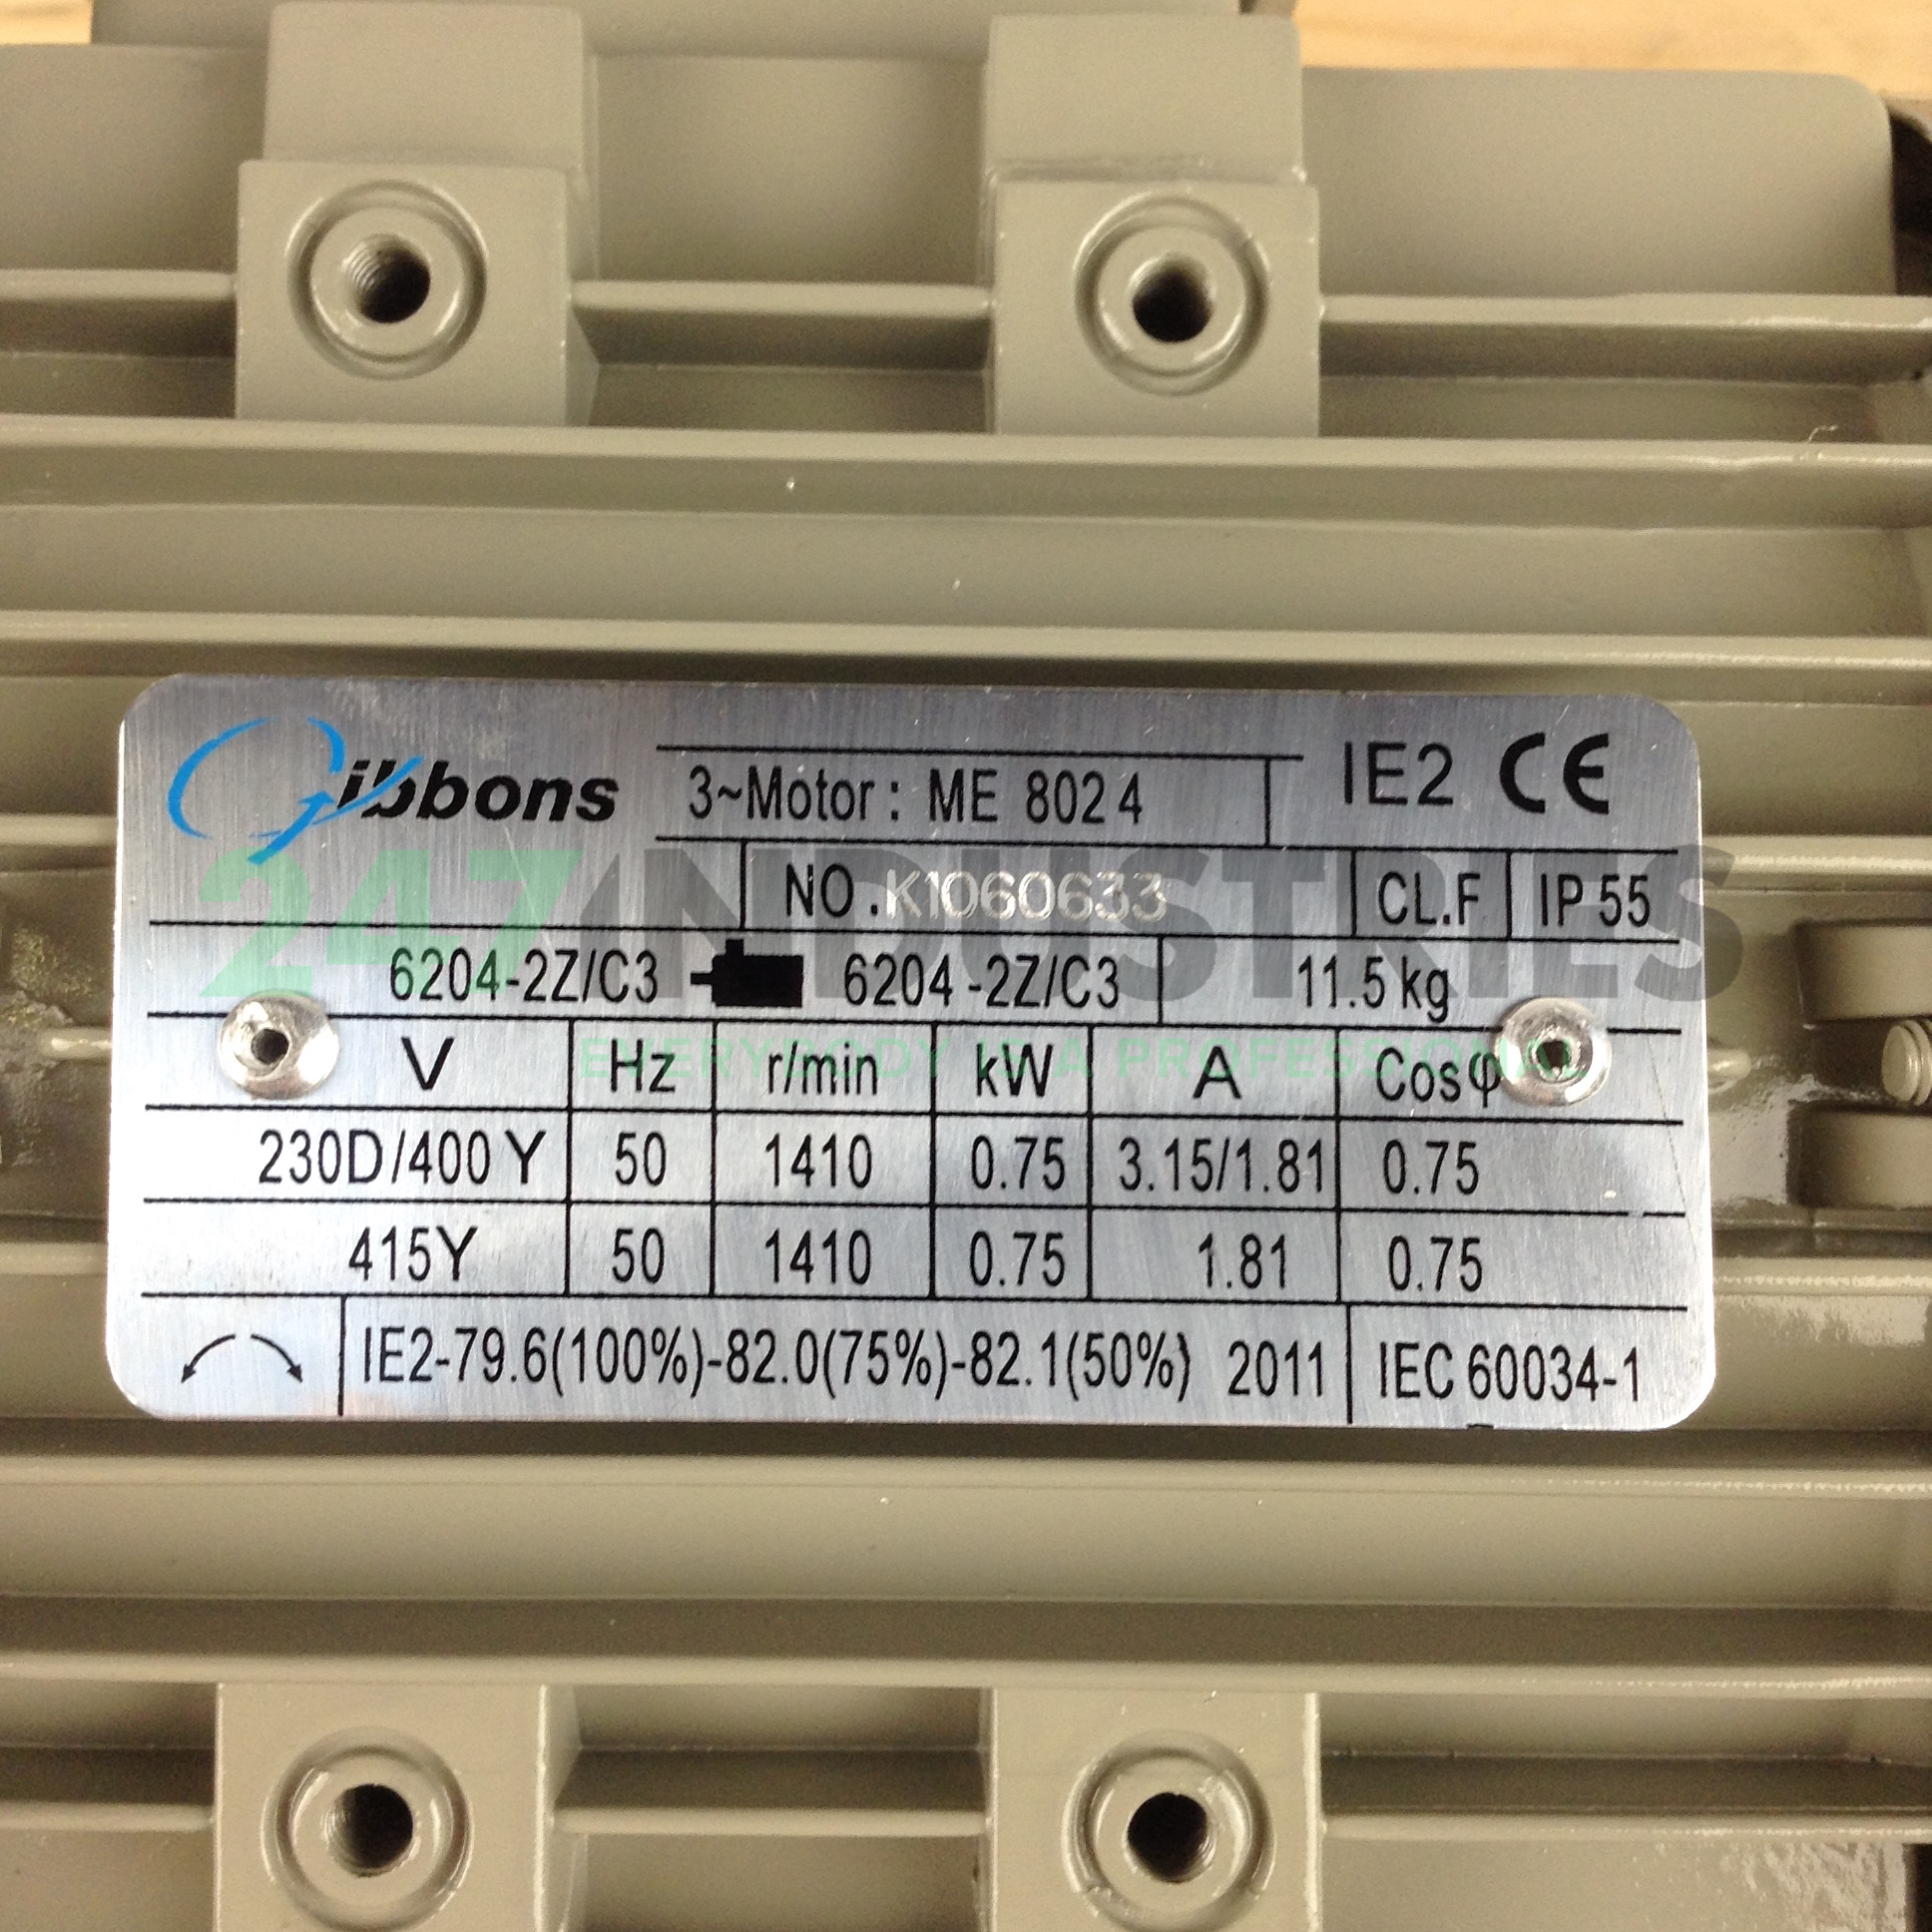 Gibbons
3~Motor: ME 802 4
IE2 CE
NO. K1060633
CL.F
IP 55
247INDUSTRIES
6204-2Z/C3
6204-2Z/C3
11.5 kg
EVERYBODY IS A PROFESSIONAL
V Hz r/min kW A Cosφ
230D/400 Y 50 1410 0.75 3.15/1.81 0.75
415Y 50 1410 0.75 1.81 0.75
IE2-79.6(100%)-82.0(75%)-82.1(50%) 2011 IEC 60034-1